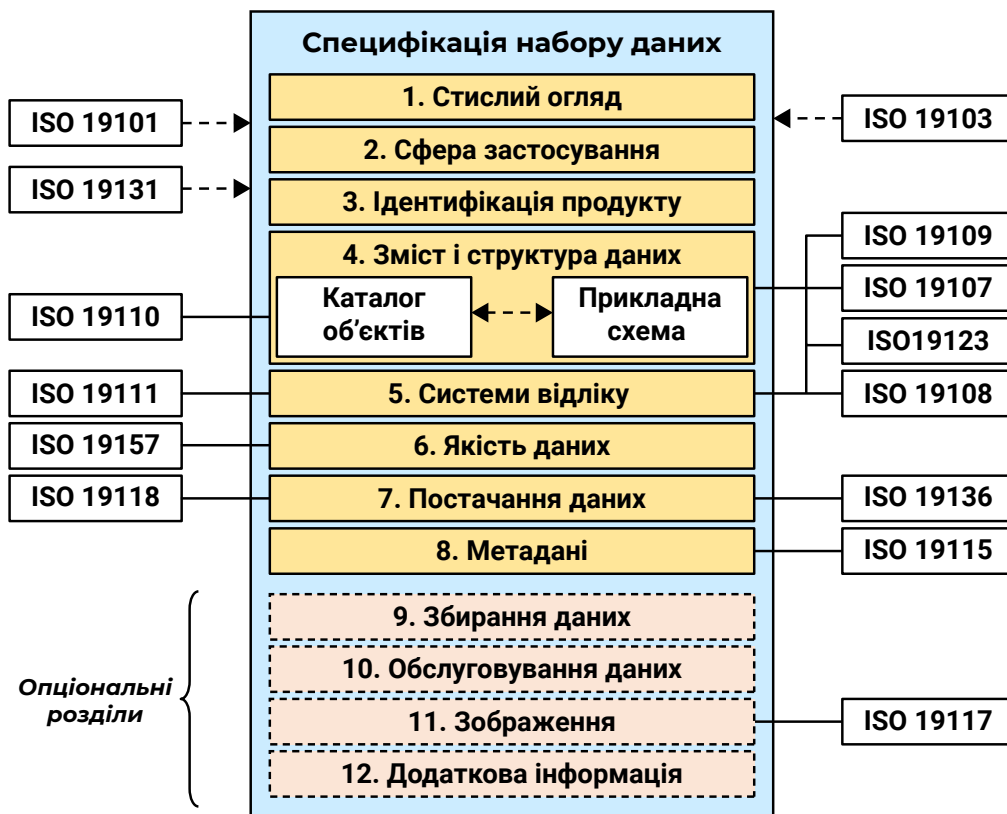 Специфікація набору даних
1. Стислий огляд
ISO 19101
ISO 19103
2. Сфера застосування
ISO 19131
3. Ідентифікація продукту
ISO 19109
4. Зміст і структура даних
Каталог
об’єктів
Прикладна
схема
ISO 19107
ISO 19110
ISO19123
ISO 19111
5. Системи відліку
ISO 19108
ISO 19157
6. Якість даних
ISO 19118
7. Постачання даних
ISO 19136
8. Метадані
ISO 19115
9. Збирання даних
10. Обслуговування даних
Опціональні
розділи
11. Зображення
ISO 19117
12. Додаткова інформація